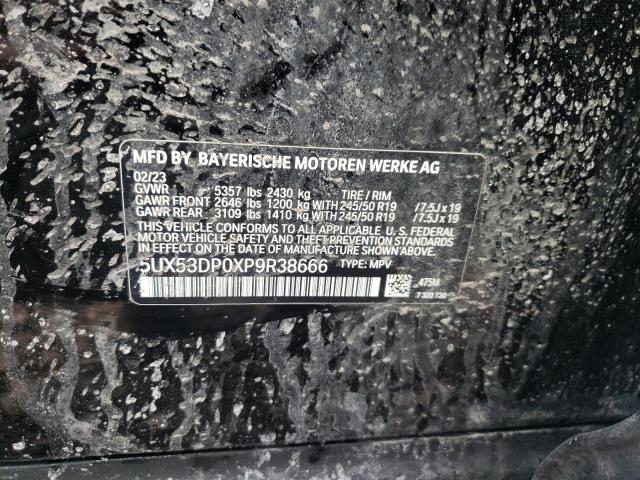 MFD BY BAYERISCHE MOTOREN WERKE AG
02/23
GVWR 5357 lbs 2430 kg TIRE / RIM
GAWR FRONT 2646 lbs 1200 kg WITH 245/50 R19 /7.5J x 19
GAWR REAR 3109 lbs 1410 kg WITH 245/50 R19 /7.5J x 19
THIS VEHICLE CONFORMS TO ALL APPLICABLE U. S. FEDERAL
MOTOR VEHICLE SAFETY, BUMPER, AND THEFT PREVENTION STANDARDS
IN EFFECT ON THE DATE OF MANUFACTURE SHOWN ABOVE.
5UX53DP0XP9R38666 TYPE: MPV
475M
7320730